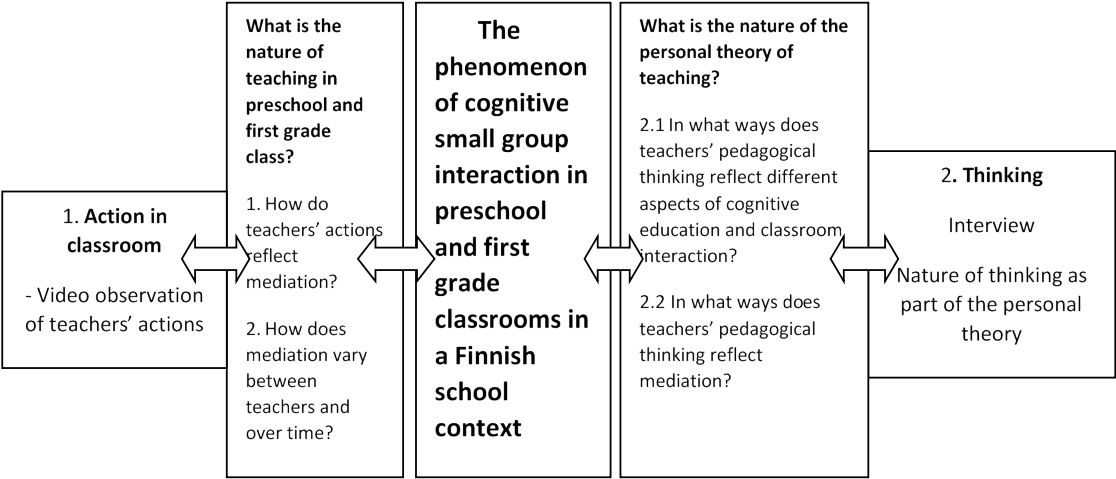 1. Action in
classroom
- Video observation
of teachers’ actions
What is the
nature of
teaching in
preschool and
first grade
class?
1. How do
teachers’ actions
reflect
mediation?
2. How does
mediation vary
between
teachers and
over time?
The
phenomenon
of cognitive
small group
interaction in
preschool
and first
grade
classrooms in
a Finnish
school
context
What is the nature of the
personal theory of
teaching?
2.1 In what ways does
teachers’ pedagogical
thinking reflect different
aspects of cognitive
education and classroom
interaction?
2.2 In what ways does
teachers’ pedagogical
thinking reflect
mediation?
2. Thinking
Interview
Nature of thinking as
part of the personal
theory